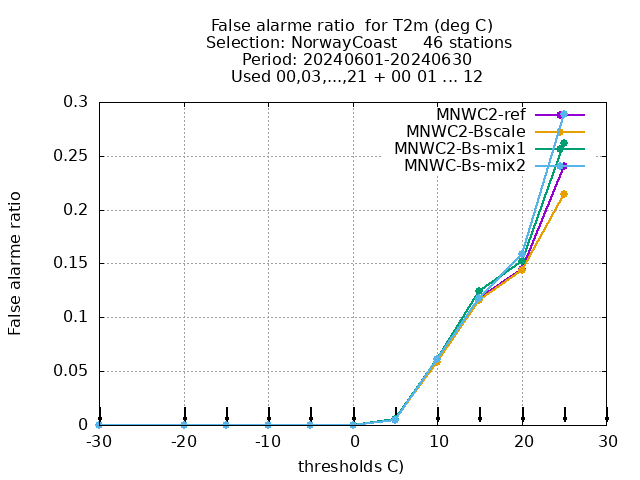 False alarme ratio  for T2m (deg C)
Selection: NorwayCoast     46 stations
Period: 20240601-20240630
Used 00,03,...,21 + 00 01 ... 12
MNWC2-ref
MNWC2-Bscale
MNWC2-Bs-mix1
MNWC-Bs-mix2
False alarme ratio
0.3
0.25
0.2
0.15
0.1
0.05
0
-30
-20
-10
0
10
20
30
thresholds C)